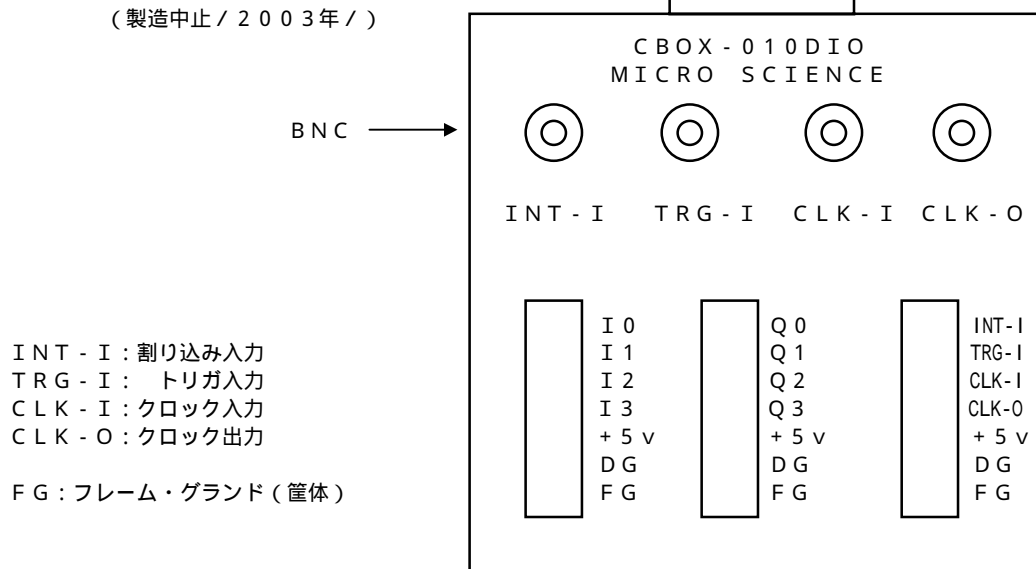 (製造中止/2003年/)
CBOX-010DIO
MICRO SCIENCE
BNC
INT-I TRG-I CLK-I CLK-O
INT-I:割り込み入力
TRG-I: トリガ入力
CLK-I:クロック入力
CLK-O:クロック出力
FG:フレーム・グランド(筐体)
I0
I1
I2
I3
+5v
DG
FG
Q0
Q1
Q2
Q3
+5v
DG
FG
INT-I
TRG-I
CLK-I
CLK-O
+5v
DG
FG